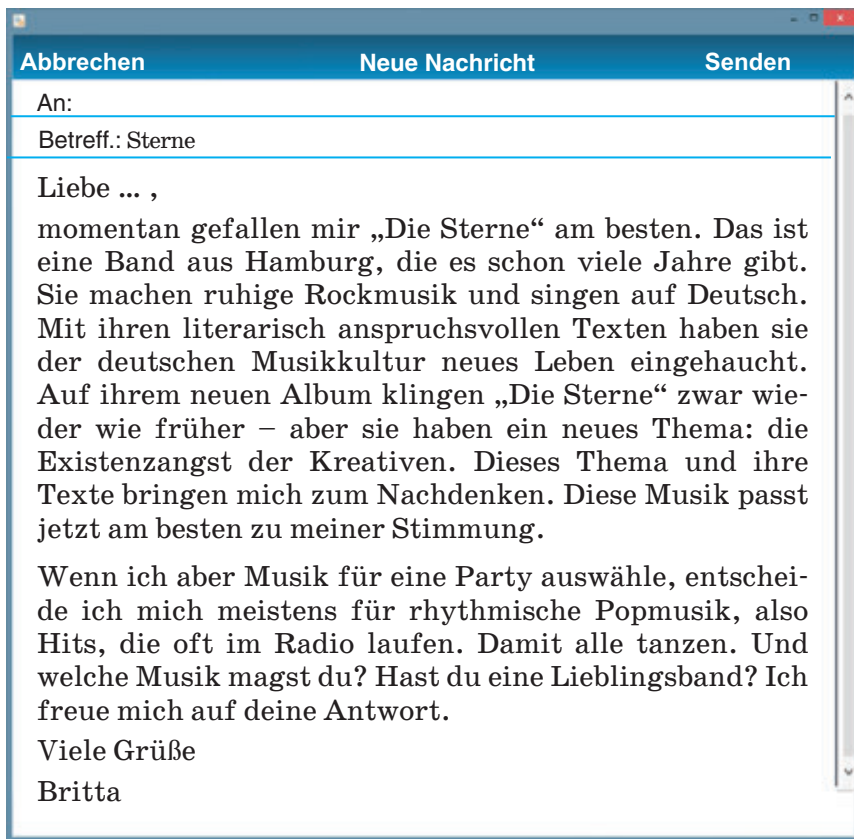 Abbrechen Neue Nachricht Senden
An:
Betreff.: Sterne
Liebe ... ,
momentan gefallen mir „Die Sterne“ am besten. Das ist
eine Band aus Hamburg, die es schon viele Jahre gibt.
Sie machen ruhige Rockmusik und singen auf Deutsch.
Mit ihren literarisch anspruchsvollen Texten haben sie
der deutschen Musikkultur neues Leben eingehaucht.
Auf ihrem neuen Album klingen „Die Sterne“ zwar wie-
der wie früher – aber sie haben ein neues Thema: die
Existenzangst der Kreativen. Dieses Thema und ihre
Texte bringen mich zum Nachdenken. Diese Musik passt
jetzt am besten zu meiner Stimmung.
Wenn ich aber Musik für eine Party auswähle, entschei-
de ich mich meistens für rhythmische Popmusik, also
Hits, die oft im Radio laufen. Damit alle tanzen. Und
welche Musik magst du? Hast du eine Lieblingsband? Ich
freue mich auf deine Antwort.
Viele Grüße
Britta